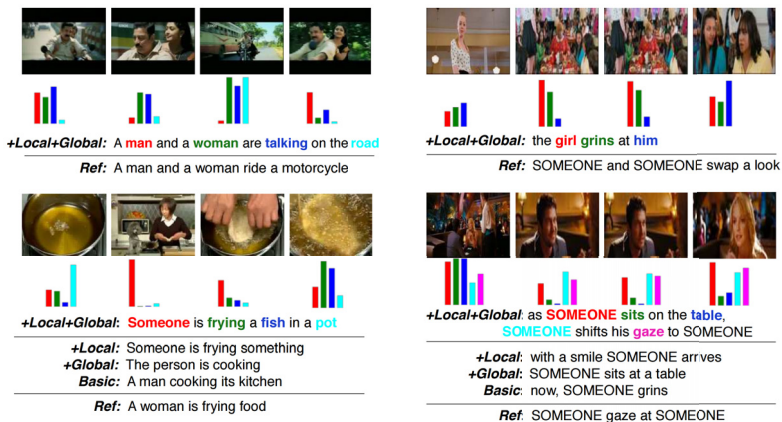 +Local+Global: A man and a woman are talking on the road
Ref: A man and a woman ride a motorcycle
+Local+Global: the girl grins at him
Ref: SOMEONE and SOMEONE swap a look
+Local+Global: Someone is frying a fish in a pot
+Local: Someone is frying something
+Global: The person is cooking
Basic: A man cooking its kitchen
Ref: A woman is frying food
+Local+Global: as SOMEONE sits on the table,
SOMEONE shifts his gaze to SOMEONE
+Local: with a smile SOMEONE arrives
+Global: SOMEONE sits at a table
Basic: now, SOMEONE grins
Ref: SOMEONE gaze at SOMEONE